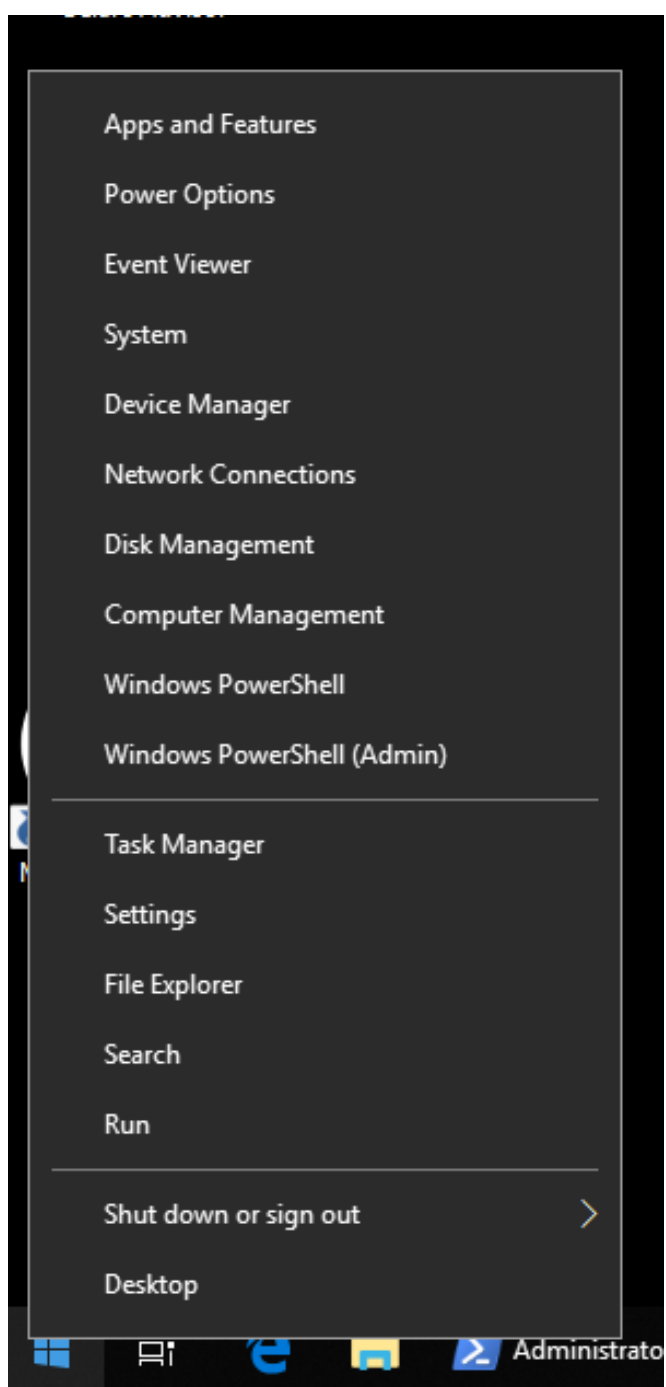 Apps and Features
Power Options
Event Viewer
System
Device Manager
Network Connections
Disk Management
Computer Management
Windows PowerShell
Windows PowerShell (Admin)
Task Manager
Settings
File Explorer
Search
Run
Shut down or sign out
Desktop
Administrato